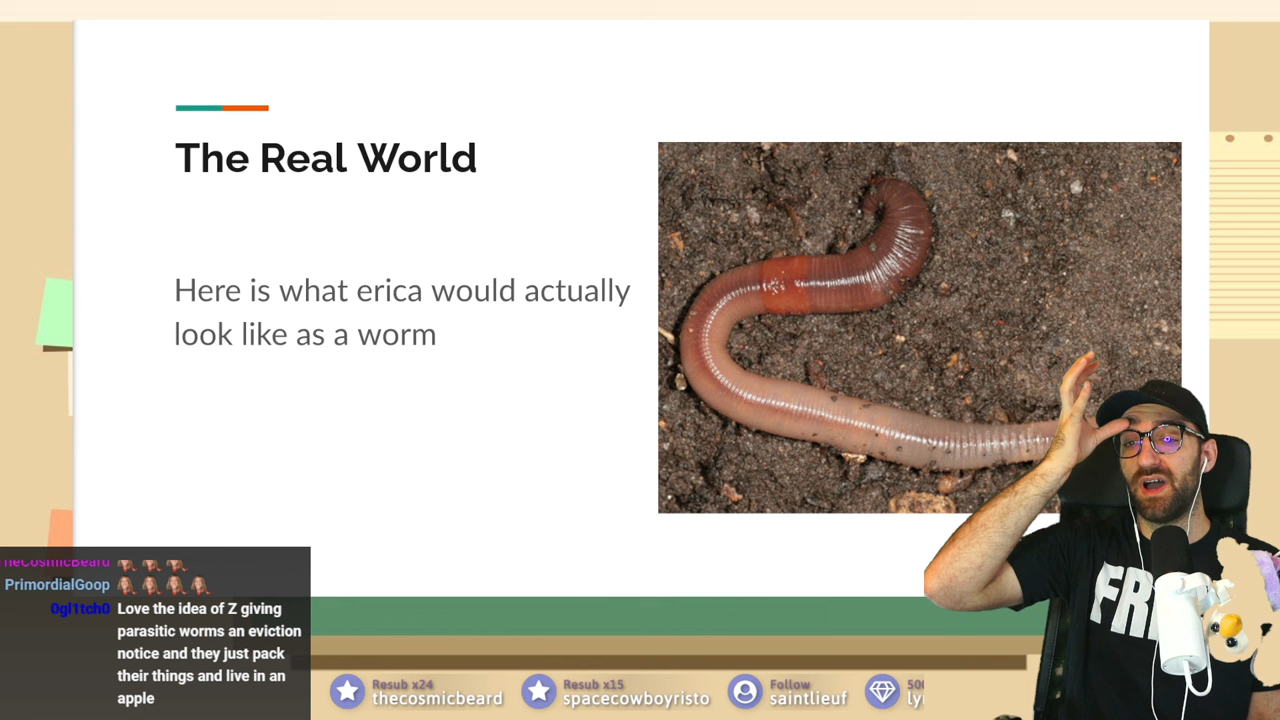 The Real World
Here is what erica would actually
look like as a worm
TheCosmicBeard
PrimordialGoop
0gl1tch0 Love the idea of Z giving
parasitic worms an eviction
notice and they just pack
their things and live in an
apple
Resub x24
thecosmicbeard
Resub x15
spacecowboyristo
Follow
saintlieuf